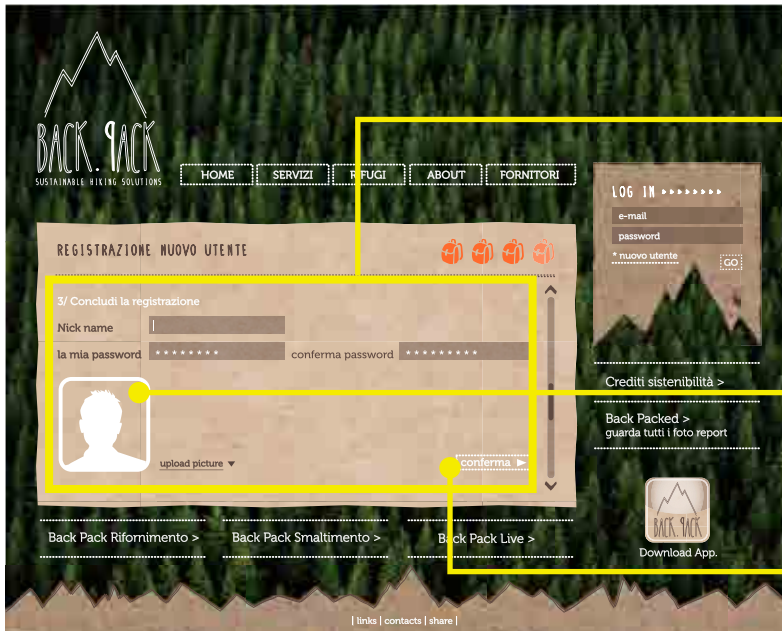 BACK.PACK
SUSTAINABLE HIKING SOLUTIONS
HOME
SERVIZI
RIFUGI
ABOUT
FORNITORI
LOG IN
e-mail
password
* nuovo utente
GO
REGISTRAZIONE NUOVO UTENTE
3/ Concludi la registrazione
Nick name
la mia password ******** conferma password *********
upload picture ▼
conferma ►
Crediti sistenibilità >
Back Packed >
guarda tutti i foto report
BACK.PACK
Download App.
Back Pack Rifornimento >
Back Pack Smaltimento >
Back Pack Live >
| links | contacts | share |